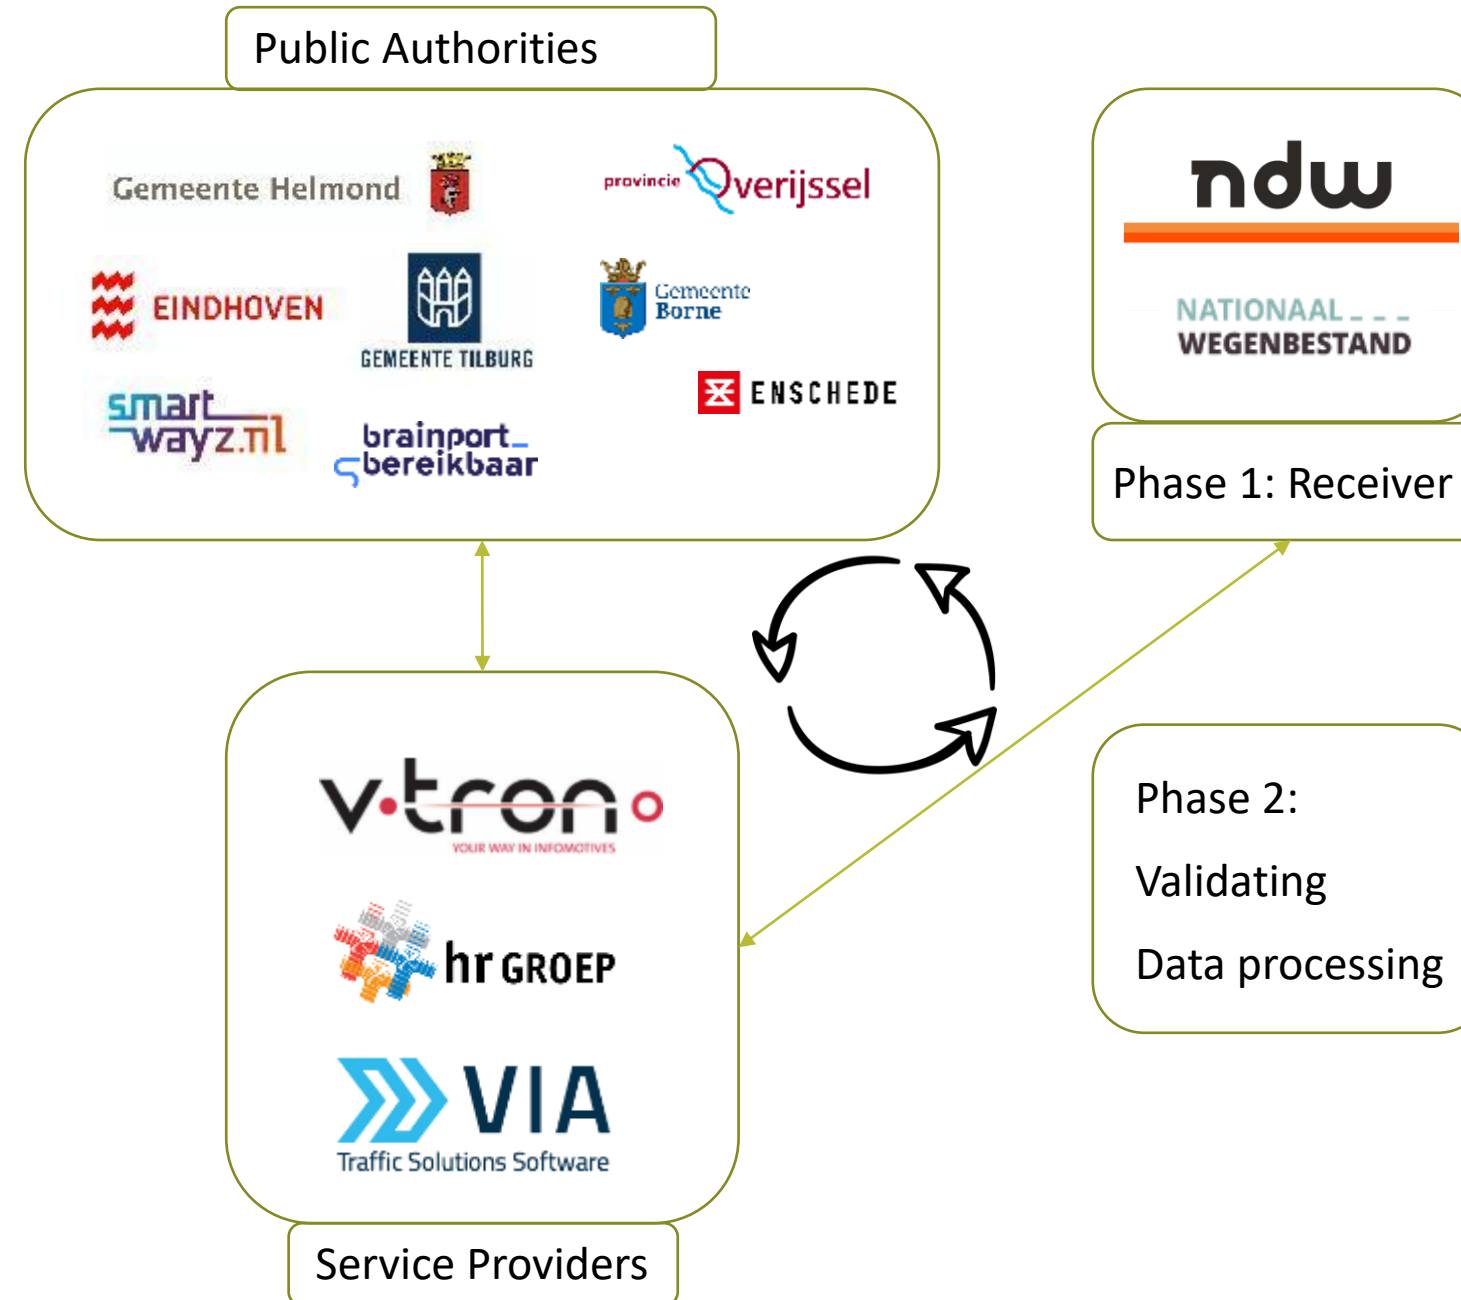 Public Authorities
Gemeente Helmond
provincie Overijssel
EINDHOVEN
GEMEENTE TILBURG
Gemeente
Borne
smart
wayz.nl
brainport_
bereikbaar
ENSCHEDE
ndw
NATIONAAL _ _ _
WEGENBESTAND
Phase 1: Receiver
v·tron
YOUR WAY IN INFOMOTIVES
hr GROEP
VIA
Traffic Solutions Software
Service Providers
Phase 2:
Validating
Data processing